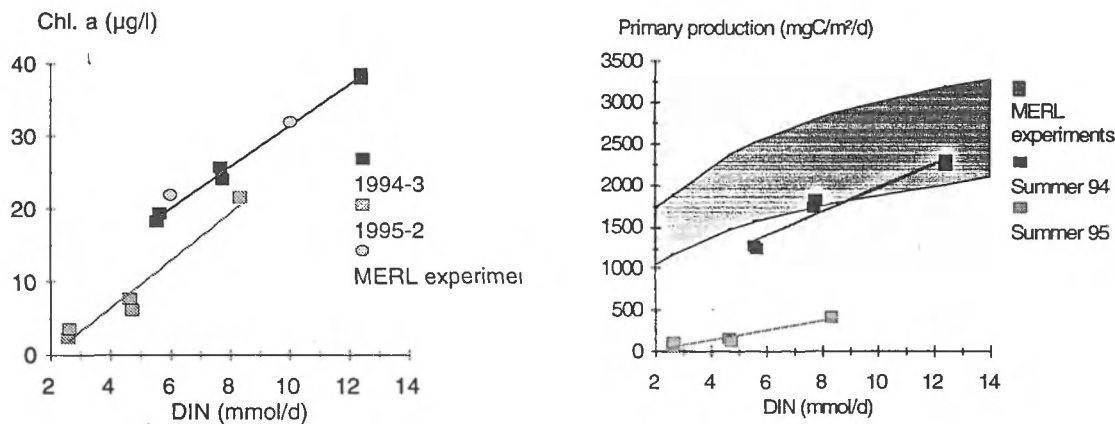 Chl. a (µg/l)
40
30
20
10
0
2 4 6 8 10 12 14
DIN (mmol/d)
1994-3
1995-2
MERL experimei
Primary production (mgC/m²/d)
3500
3000
2500
2000
1500
1000
500
0
2 4 6 8 10 12 14
DIN (mmol/d)
MERL
experiments
Summer 94
Summer 95